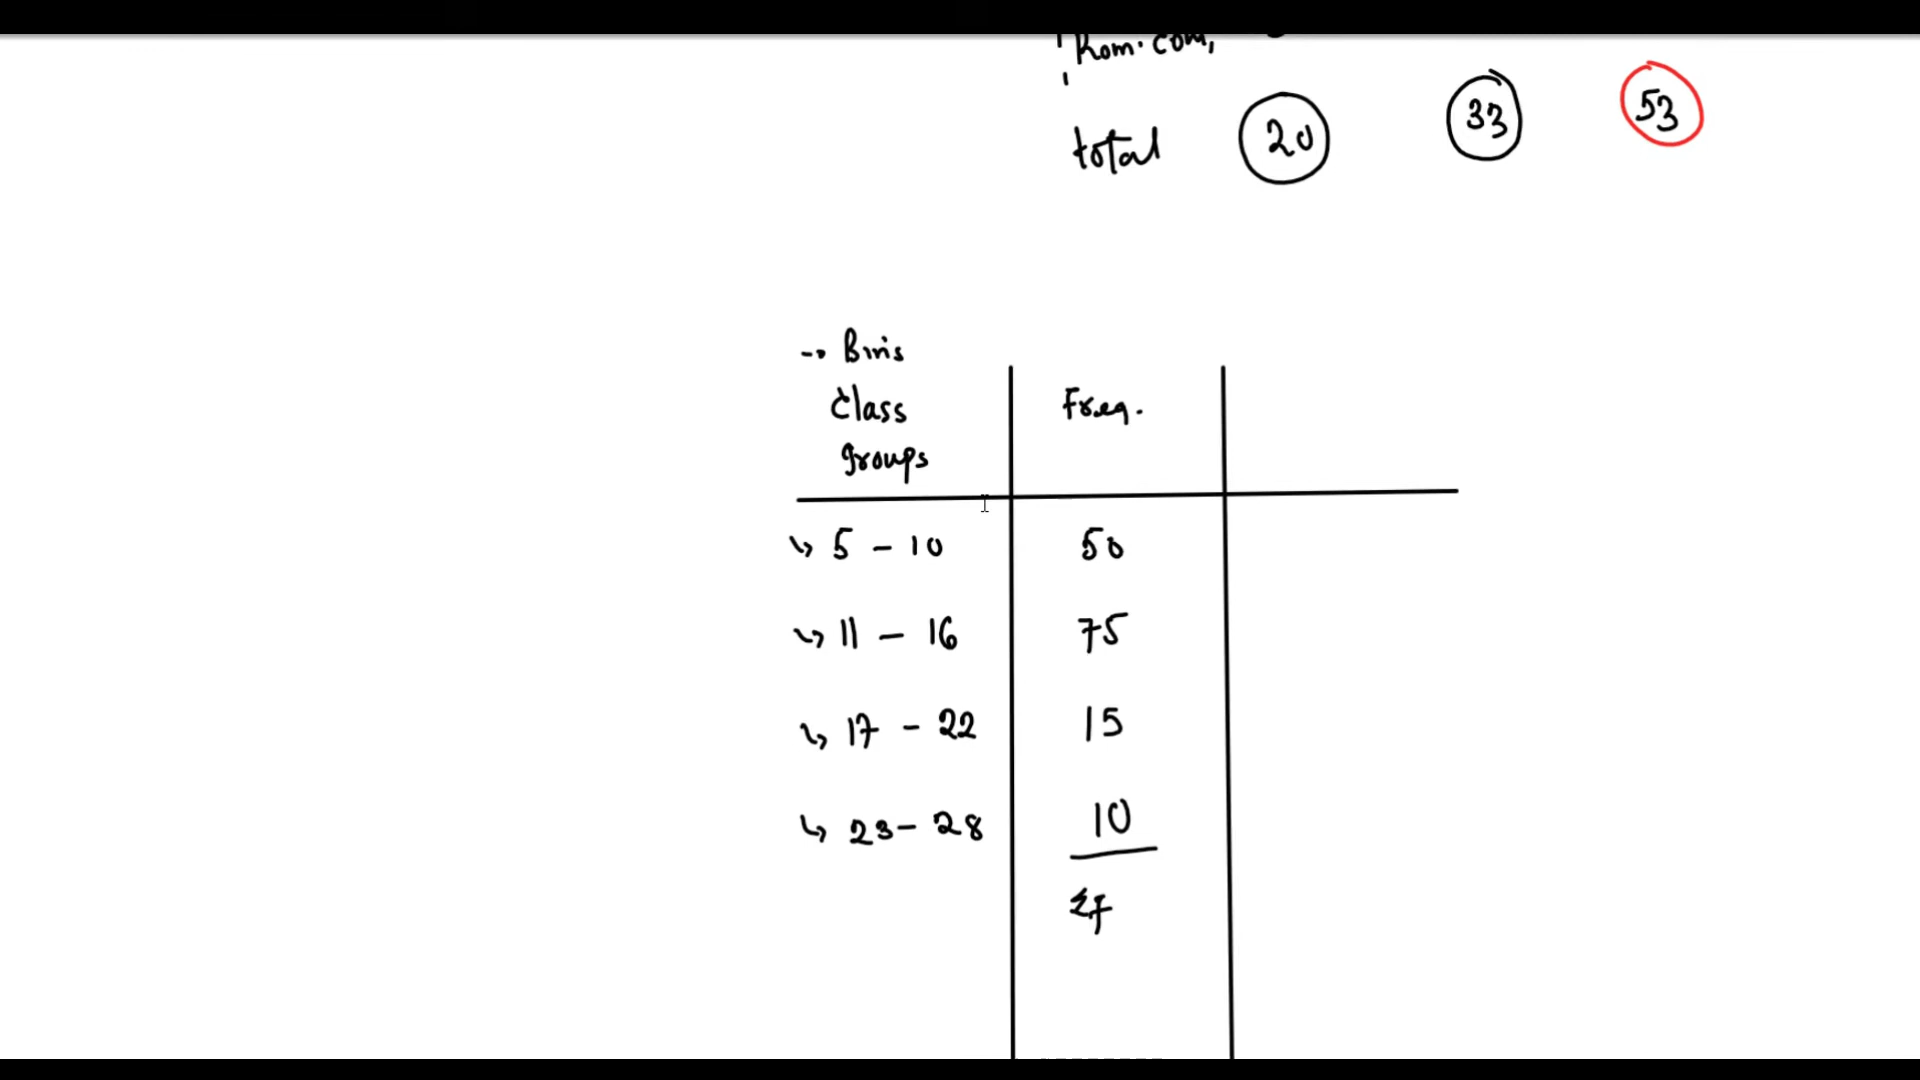 Rom. com,
total 20 33 53
Bins
Class Freq.
groups
5 - 10 50
11 - 16 75
17 - 22 15
23 - 28 10
Σf